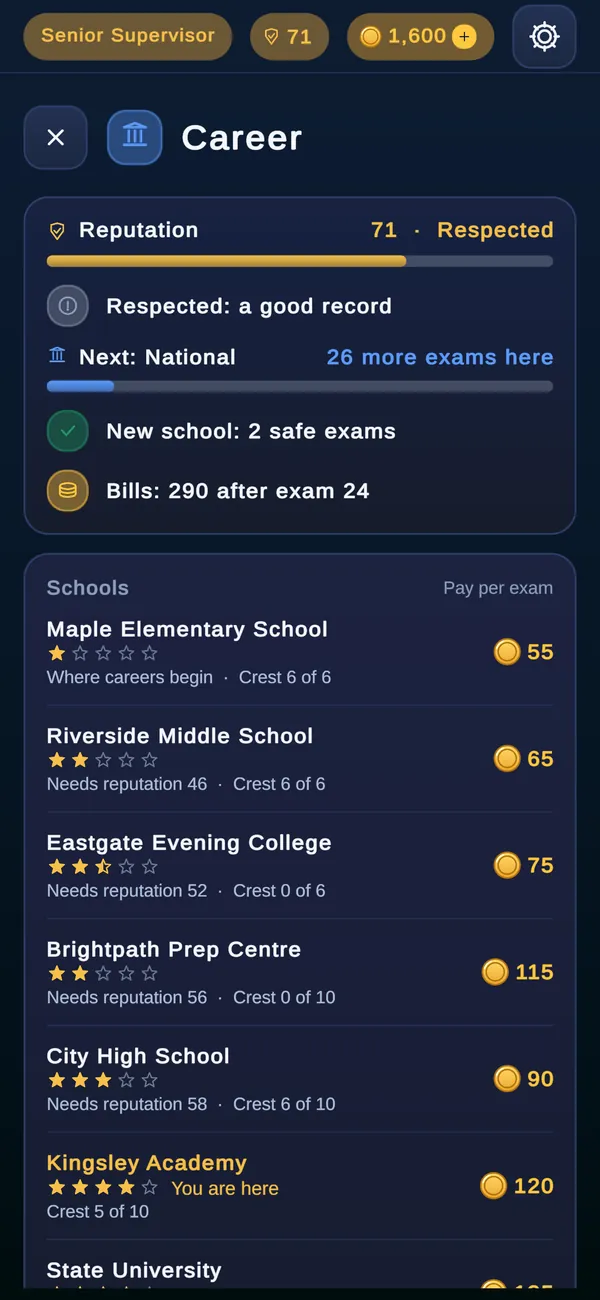 Senior Supervisor 71 1,600 +
Career
Reputation 71 · Respected
Respected: a good record
Next: National 26 more exams here
New school: 2 safe exams
Bills: 290 after exam 24
Schools Pay per exam
Maple Elementary School
55
Where careers begin · Crest 6 of 6
Riverside Middle School
65
Needs reputation 46 · Crest 6 of 6
Eastgate Evening College
75
Needs reputation 52 · Crest 0 of 6
Brightpath Prep Centre
115
Needs reputation 56 · Crest 0 of 10
City High School
90
Needs reputation 58 · Crest 6 of 10
Kingsley Academy
You are here 120
Crest 5 of 10
State University